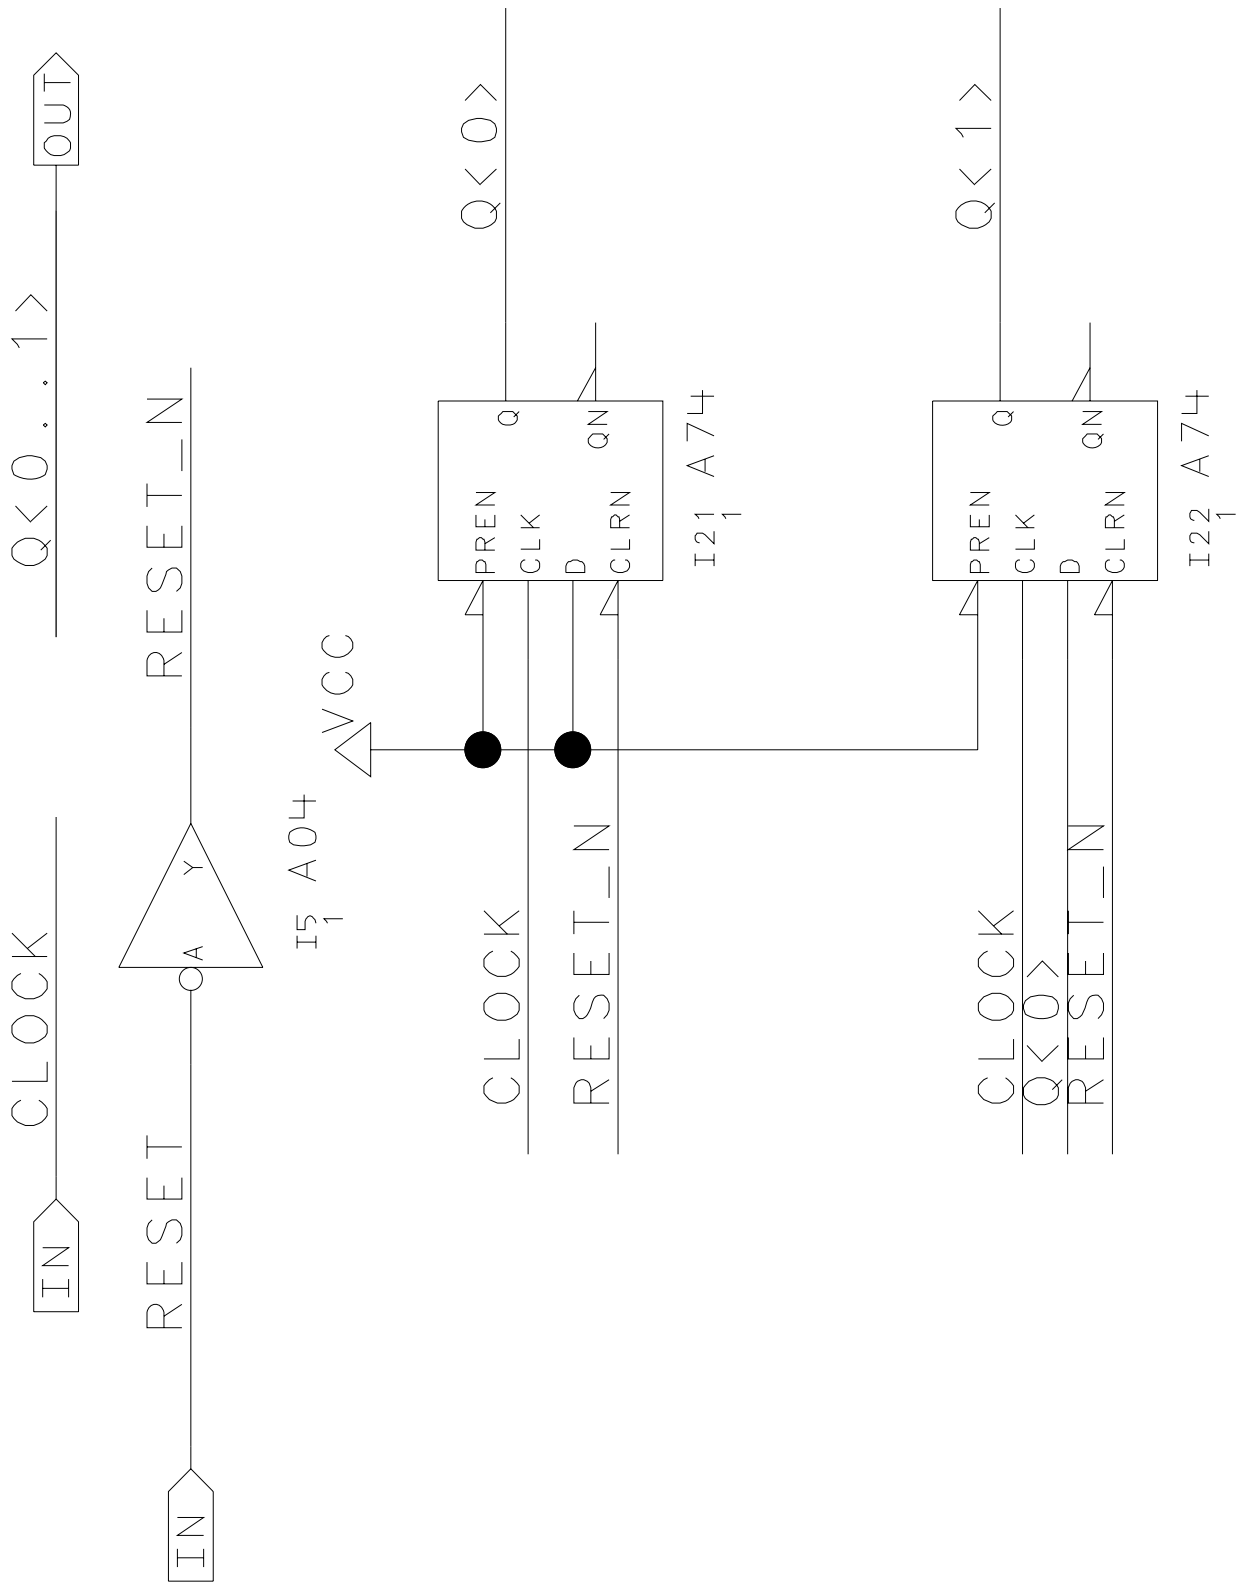 IN CLOCK Q<0..1> OUT
IN RESET A Y RESET_N
I5 A04
1
VCC
Q<0>
CLOCK PREN Q
RESET_N CLK
D QN
CLRN
I21 A74
1
Q<1>
CLOCK PREN Q
Q<0> CLK
RESET_N D QN
CLRN
I22 A74
1